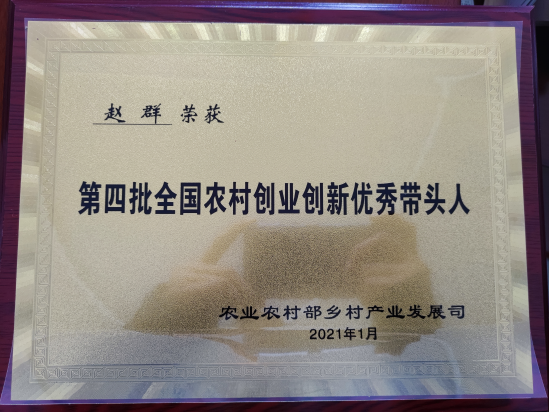 赵群荣获
第四批全国农村创业创新优秀带头人
农业农村部乡村产业发展司
2021年1月